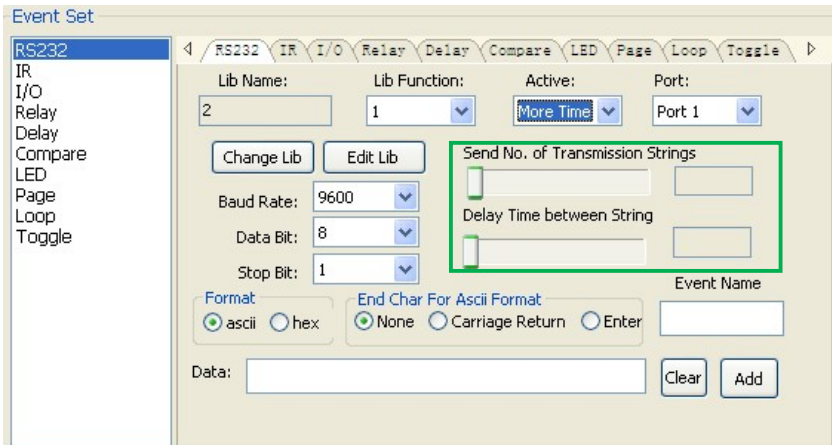 Event Set
RS232
IR
I/O
Relay
Delay
Compare
LED
Page
Loop
Toggle
RS232 IR I/O Relay Delay Compare LED Page Loop Toggle
Lib Name: Lib Function: Active: Port:
2 1 More Time Port 1
Change Lib Edit Lib Send No. of Transmission Strings
Baud Rate: 9600
Delay Time between String
Data Bit: 8
Stop Bit: 1
Event Name
Format End Char For Ascii Format
ascii hex None Carriage Return Enter
Data: Clear Add